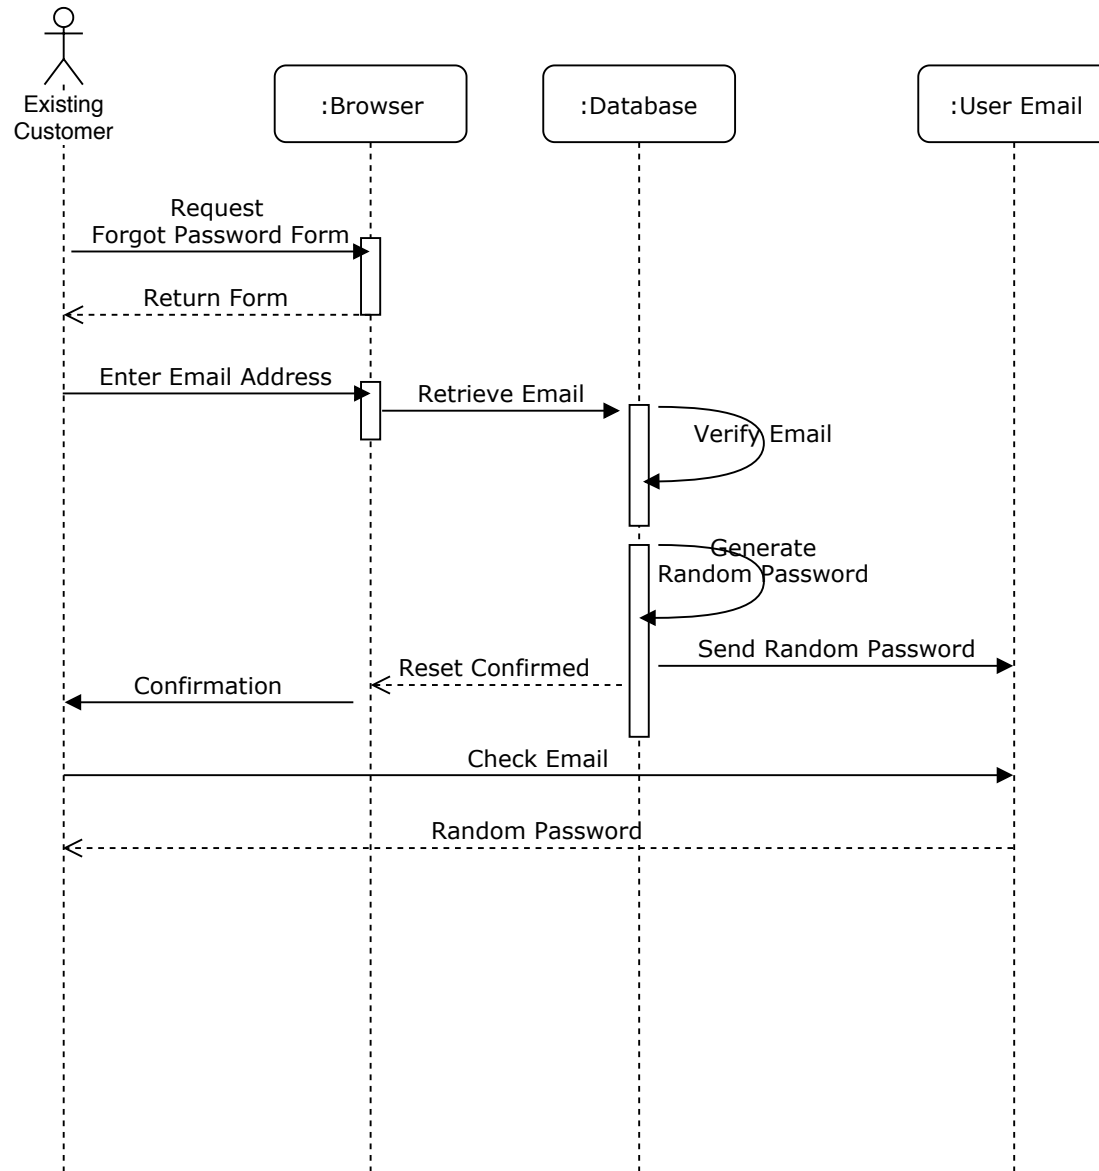 Existing
Customer
:Browser
:Database
:User Email
Request
Forgot Password Form
Return Form
Enter Email Address
Retrieve Email
Verify Email
Generate
Random Password
Send Random Password
Reset Confirmed
Confirmation
Check Email
Random Password